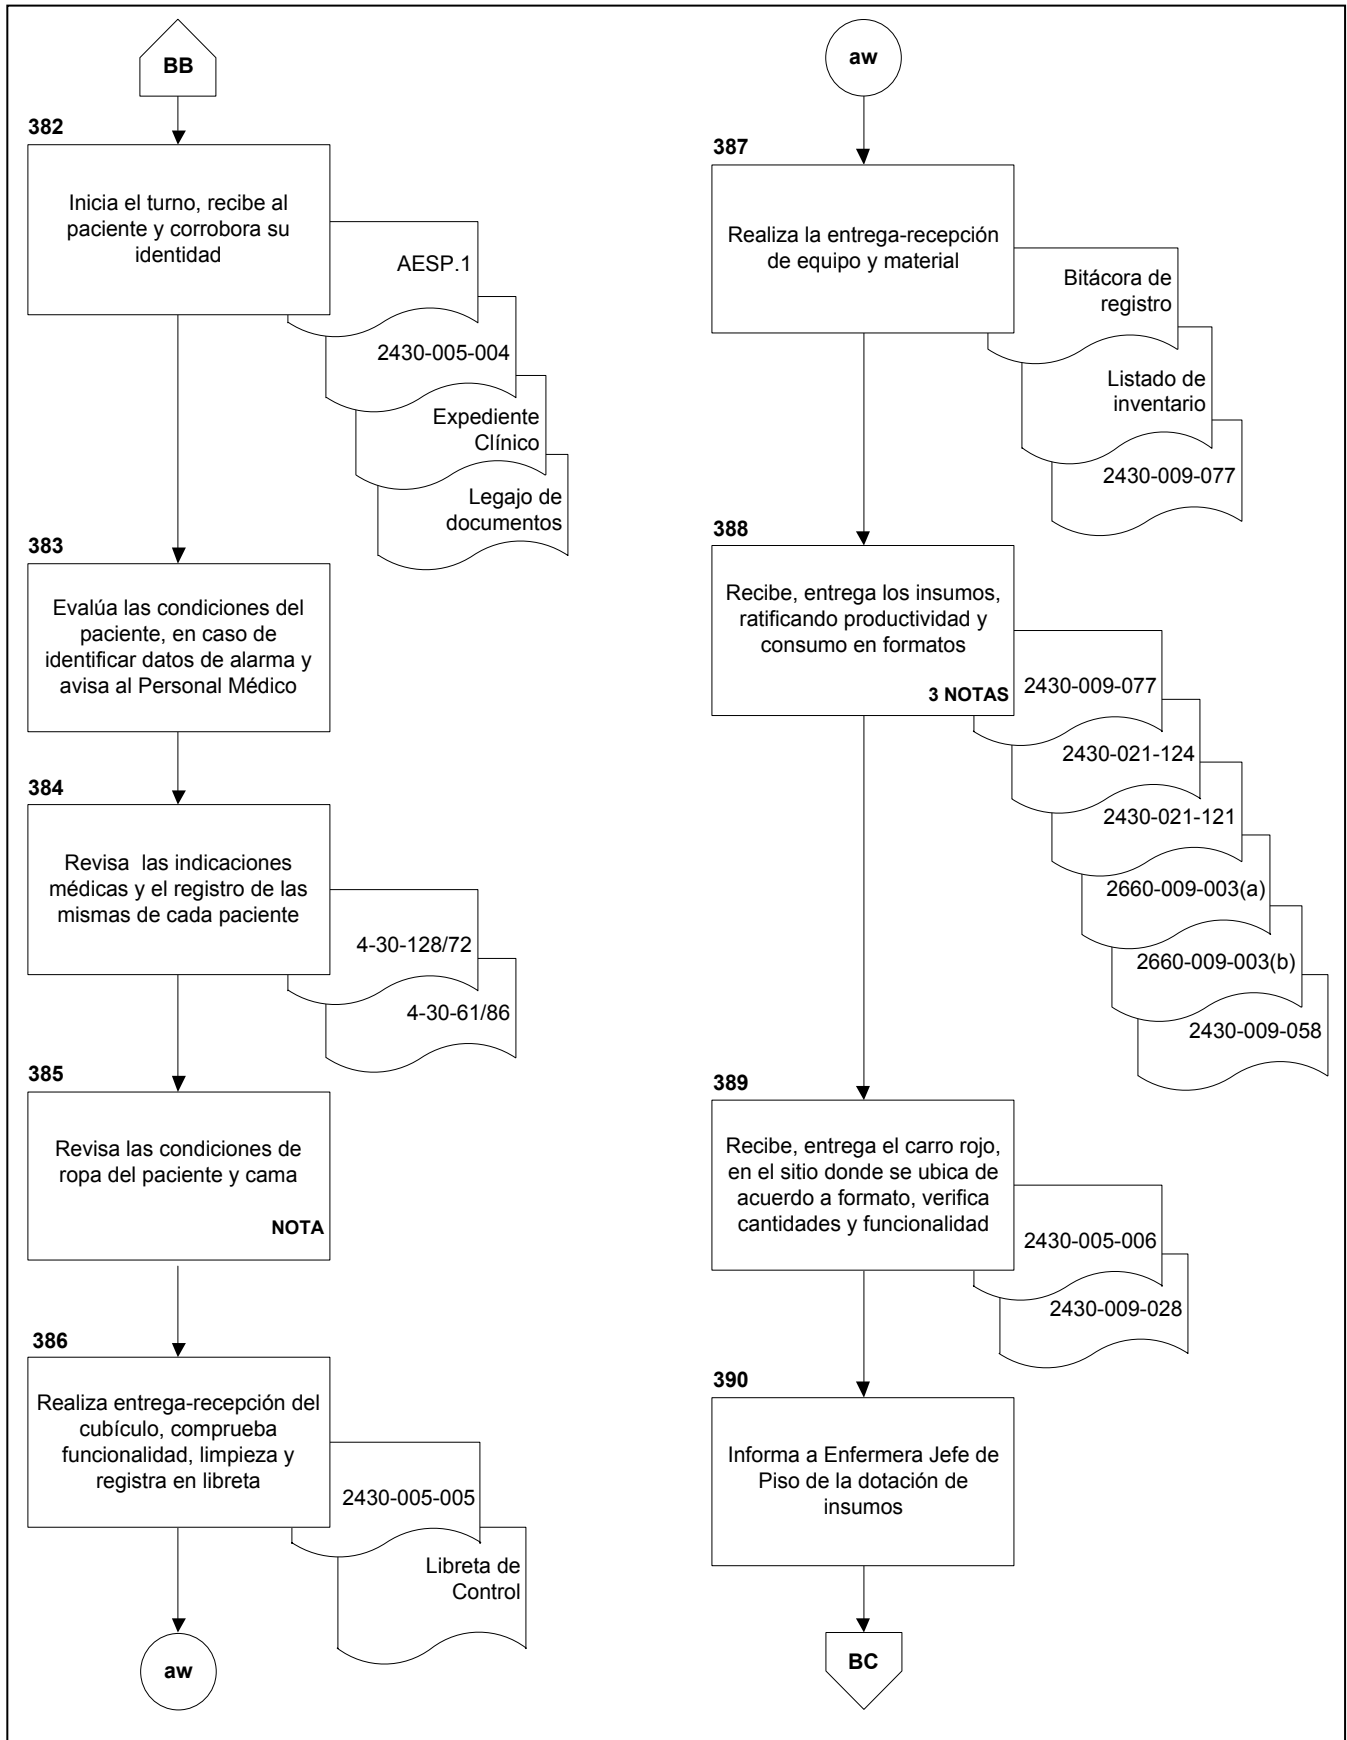 BB
382
Inicia el turno, recibe al
paciente y corrobora su
identidad
AESP.1
2430-005-004
Expediente
Clínico
Legajo de
documentos
383
Evalúa las condiciones del
paciente, en caso de
identificar datos de alarma y
avisa al Personal Médico
384
Revisa  las indicaciones
médicas y el registro de las
mismas de cada paciente
4-30-128/72
4-30-61/86
385
Revisa las condiciones de
ropa del paciente y cama
NOTA
386
Realiza entrega-recepción del
cubículo, comprueba
funcionalidad, limpieza y
registra en libreta
2430-005-005
Libreta de
Control
aw
aw
387
Realiza la entrega-recepción
de equipo y material
Bitácora de
registro
Listado de
inventario
2430-009-077
388
Recibe, entrega los insumos,
ratificando productividad y
consumo en formatos
3 NOTAS
2430-009-077
2430-021-124
2430-021-121
2660-009-003(a)
2660-009-003(b)
2430-009-058
389
Recibe, entrega el carro rojo,
en el sitio donde se ubica de
acuerdo a formato, verifica
cantidades y funcionalidad
2430-005-006
2430-009-028
390
Informa a Enfermera Jefe de
Piso de la dotación de
insumos
BC